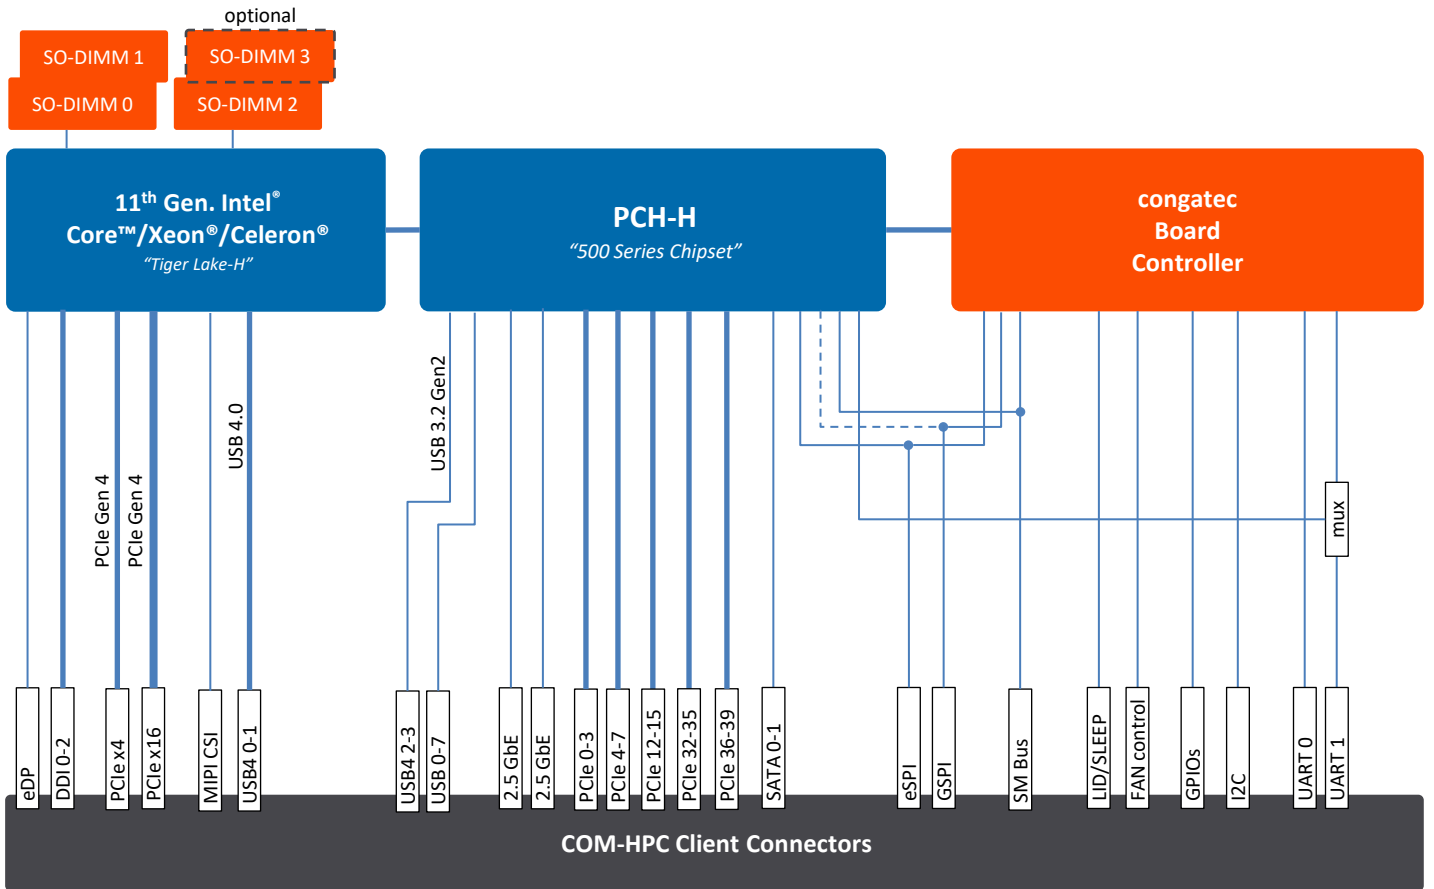 optional
SO-DIMM 1
SO-DIMM 3
SO-DIMM 0
SO-DIMM 2
11th Gen. Intel®
Core™/Xeon®/Celeron®
“Tiger Lake-H”
PCH-H
“500 Series Chipset”
congatec
Board
Controller
PCIe Gen 4
PCIe Gen 4
USB 4.0
USB 3.2 Gen2
mux
eDP
DDI 0-2
PCIe x4
PCIe x16
MIPI CSI
USB4 0-1
USB4 2-3
USB 0-7
2.5 GbE
2.5 GbE
PCIe 0-3
PCIe 4-7
PCIe 12-15
PCIe 32-35
PCIe 36-39
SATA 0-1
eSPI
GSPI
SM Bus
LID/SLEEP
FAN control
GPIOs
I2C
UART 0
UART 1
COM-HPC Client Connectors